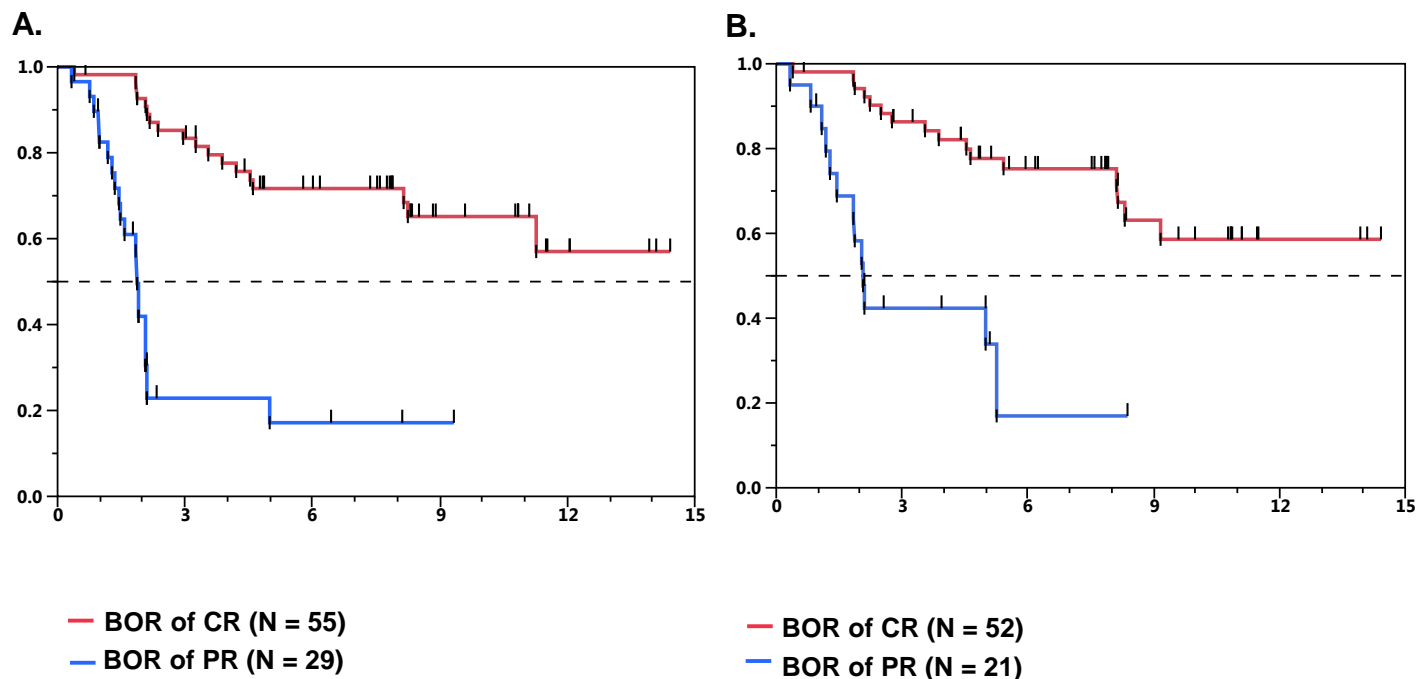 A.
1.0
0.8
0.6
0.4
0.2
0.0
0 3 6 9 12 15
BOR of CR (N = 55)
BOR of PR (N = 29)
B.
1.0
0.8
0.6
0.4
0.2
0.0
0 3 6 9 12 15
BOR of CR (N = 52)
BOR of PR (N = 21)